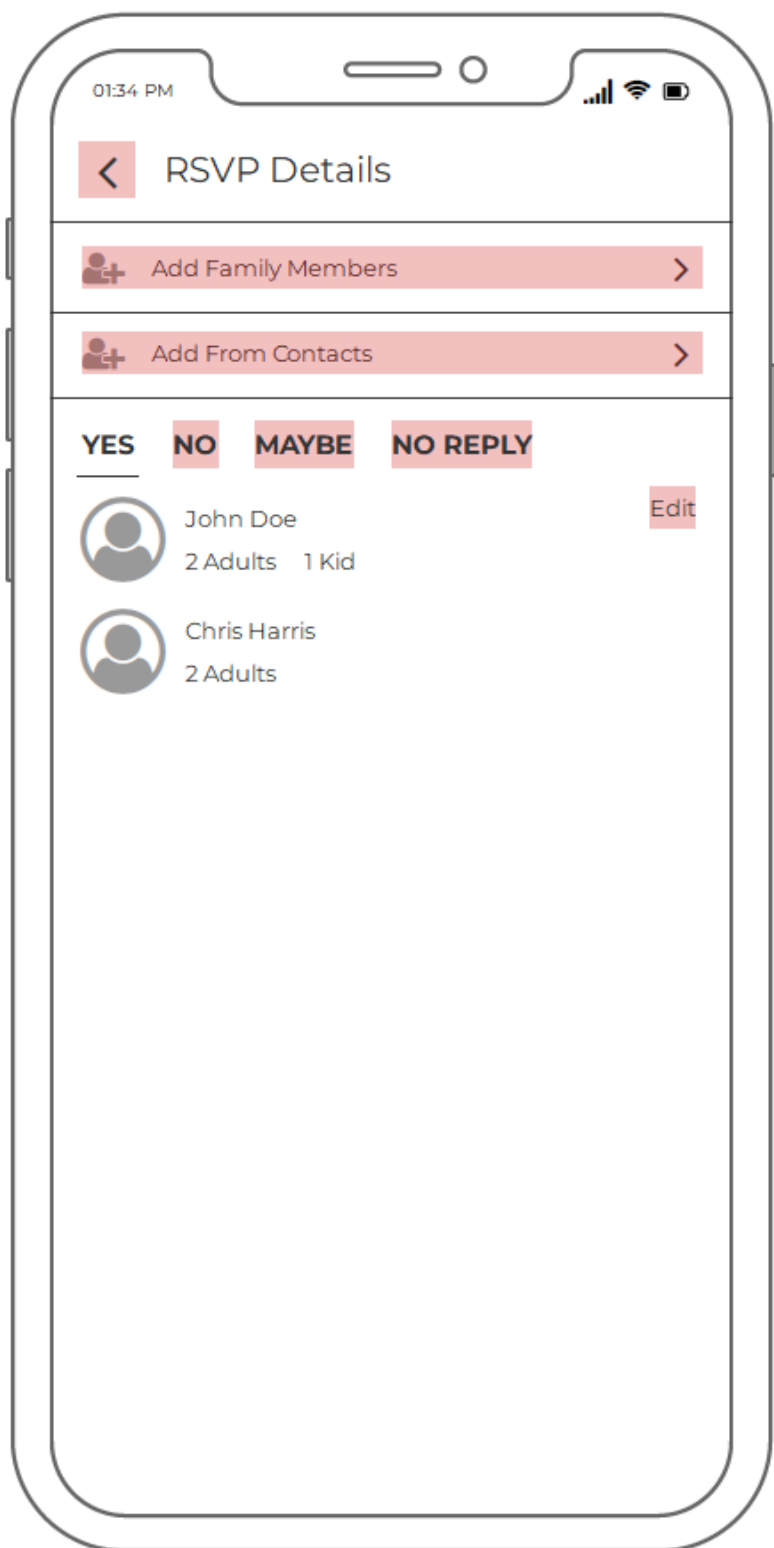 01:34 PM
RSVP Details
Add Family Members
Add From Contacts
YES NO MAYBE NO REPLY
John Doe Edit
2 Adults 1 Kid
Chris Harris
2 Adults